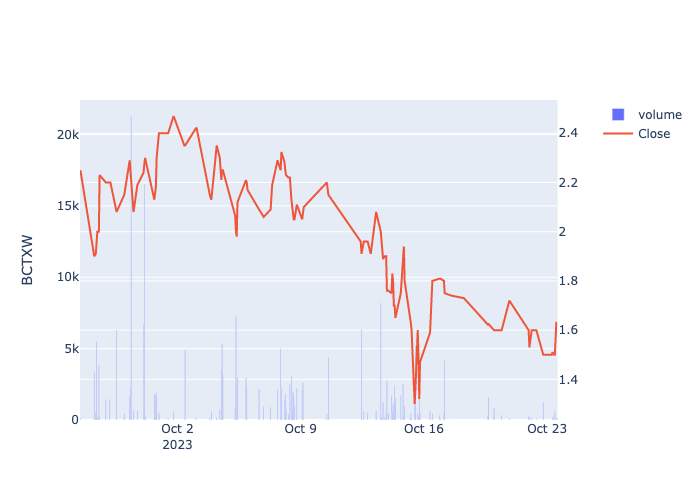 volume
Close
BCTXW
20k
15k
10k
5k
0
2.4
2.2
2
1.8
1.6
1.4
Oct 2
2023
Oct 9
Oct 16
Oct 23